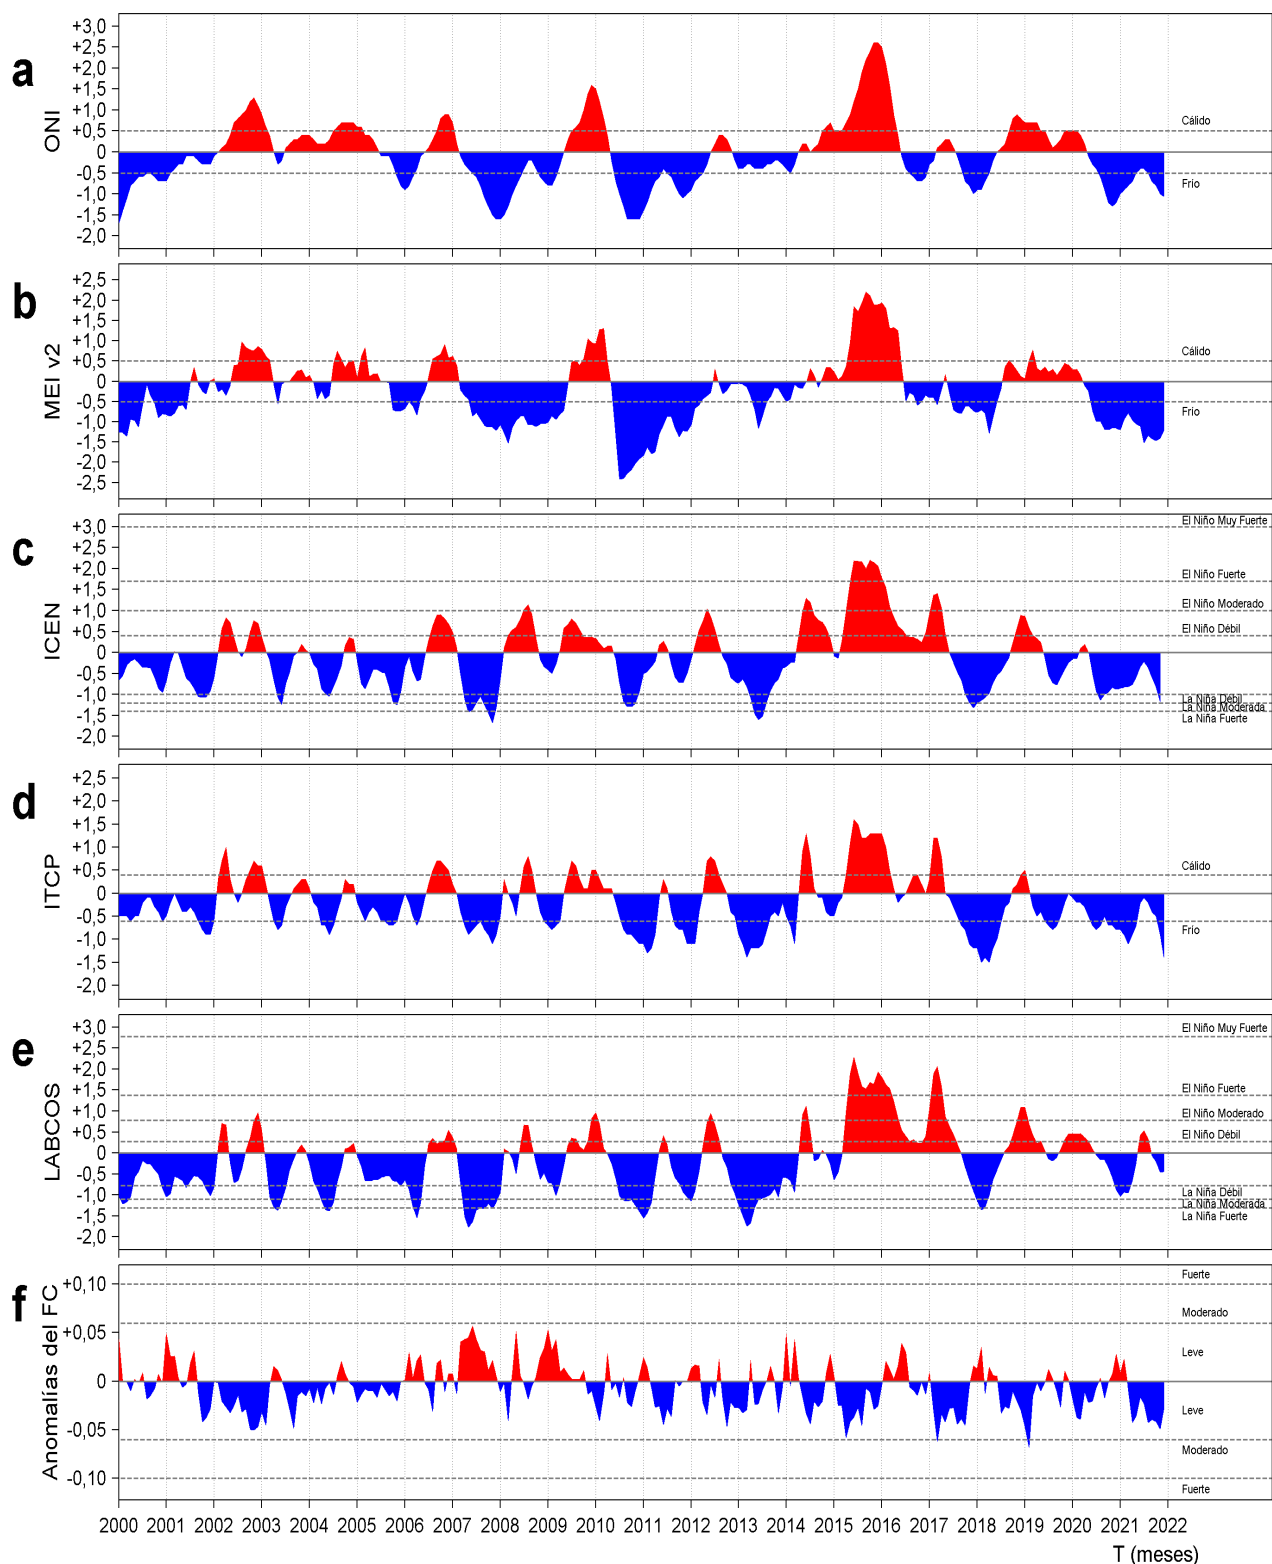 a
ONI
+3,0
+2,5
+2,0
+1,5
+1,0
+0,5
0
-0,5
-1,0
-1,5
-2,0
Cálido
Frio
b
MEI v2
+2,5
+2,0
+1,5
+1,0
+0,5
0
-0,5
-1,0
-1,5
-2,0
-2,5
Cálido
Frio
c
ICEN
+3,0
+2,5
+2,0
+1,5
+1,0
+0,5
0
-0,5
-1,0
-1,5
-2,0
El Niño Muy Fuerte
El Niño Fuerte
El Niño Moderado
El Niño Débil
La Niña Débil
La Niña Moderada
La Niña Fuerte
d
ITCP
+2,5
+2,0
+1,5
+1,0
+0,5
0
-0,5
-1,0
-1,5
-2,0
Cálido
Frio
e
LABCOS
+3,0
+2,5
+2,0
+1,5
+1,0
+0,5
0
-0,5
-1,0
-1,5
-2,0
El Niño Muy Fuerte
El Niño Fuerte
El Niño Moderado
El Niño Débil
La Niña Débil
La Niña Moderada
La Niña Fuerte
f
Anomalías del FC
+0,10
+0,05
0
-0,05
-0,10
Fuerte
Moderado
Leve
Leve
Moderado
Fuerte
2000 2001 2002 2003 2004 2005 2006 2007 2008 2009 2010 2011 2012 2013 2014 2015 2016 2017 2018 2019 2020 2021 2022
T (meses)